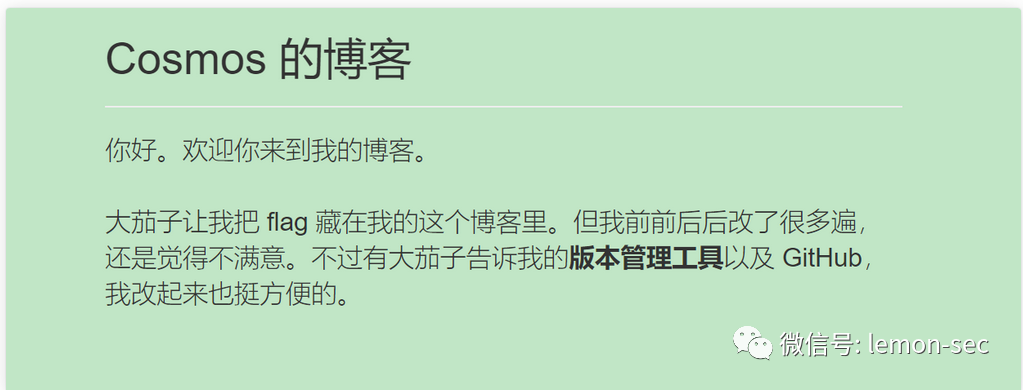 Cosmos 的博客
你好。欢迎你来到我的博客。
大茄子让我把 flag 藏在我的这个博客里。但我前前后后改了很多遍，
还是觉得不满意。不过有大茄子告诉我的版本管理工具以及 GitHub，
我改起来也挺方便的。
微信号: lemon-sec